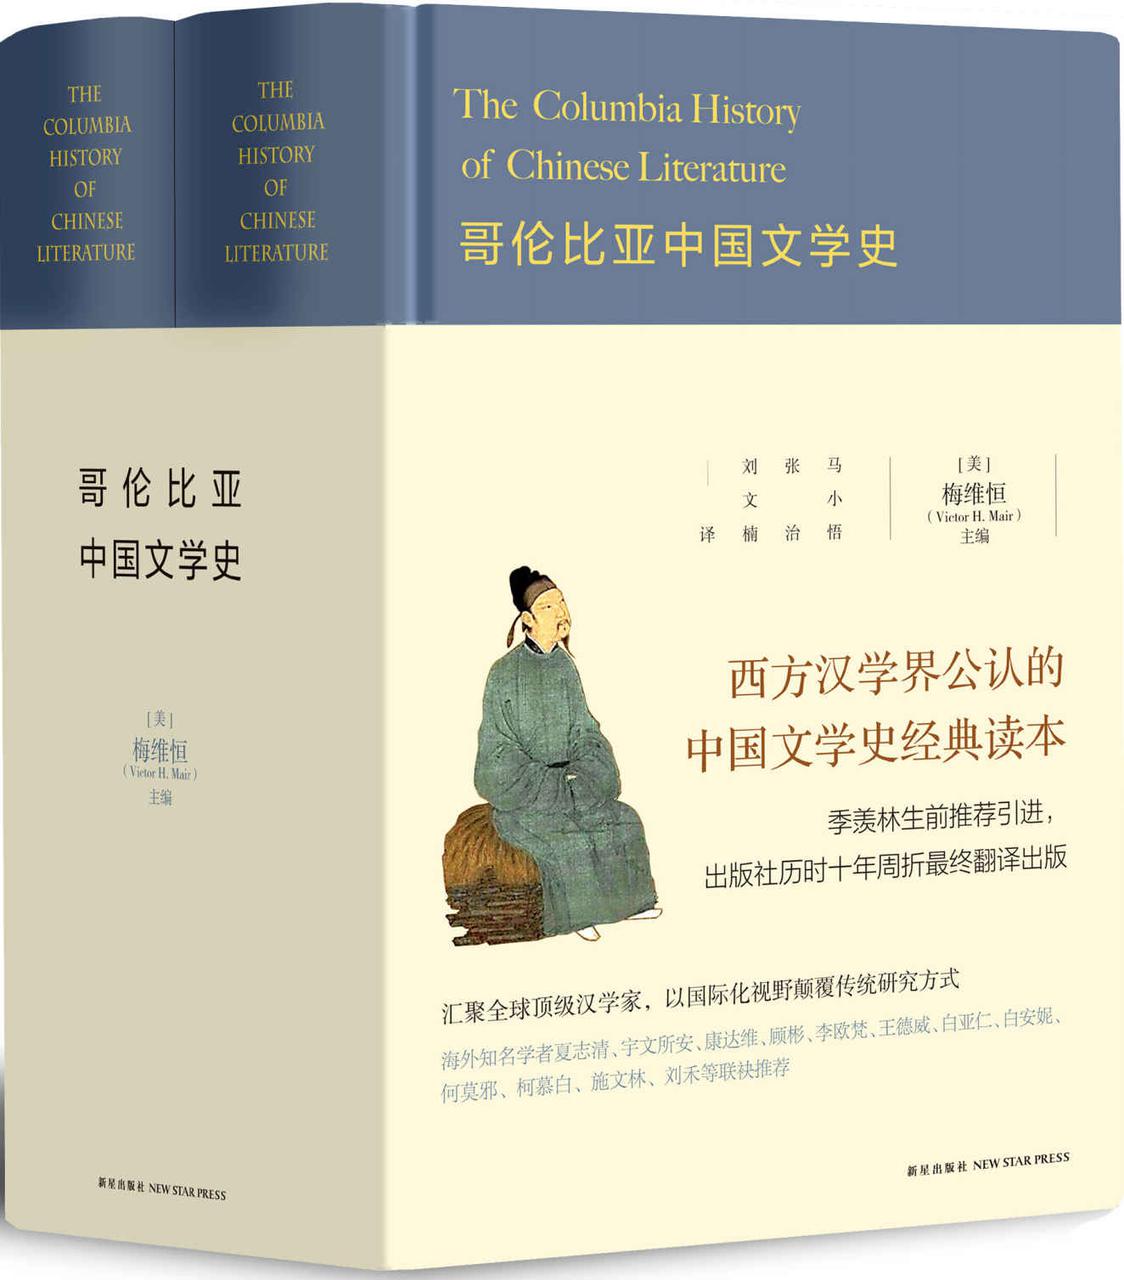 THE
COLUMBIA
HISTORY
OF
CHINESE
LITERATURE
THE
COLUMBIA
HISTORY
OF
CHINESE
LITERATURE
哥伦比亚
中国文学史
[美]
梅维恒
(Victor H. Mair)
主编
新星出版社 NEW STAR PRESS
The Columbia History
of Chinese Literature
哥伦比亚中国文学史
[美]
梅维恒
(Victor H. Mair)
主编
马小悟
张治
刘文楠
译
西方汉学界公认的
中国文学史经典读本
季羡林生前推荐引进，
出版社历时十年周折最终翻译出版
汇聚全球顶级汉学家，以国际化视野颠覆传统研究方式
海外知名学者夏志清、宇文所安、康达维、顾彬、李欧梵、王德威、白亚仁、白安妮、
何莫邪、柯慕白、施文林、刘禾等联袂推荐
新星出版社 NEW STAR PRESS